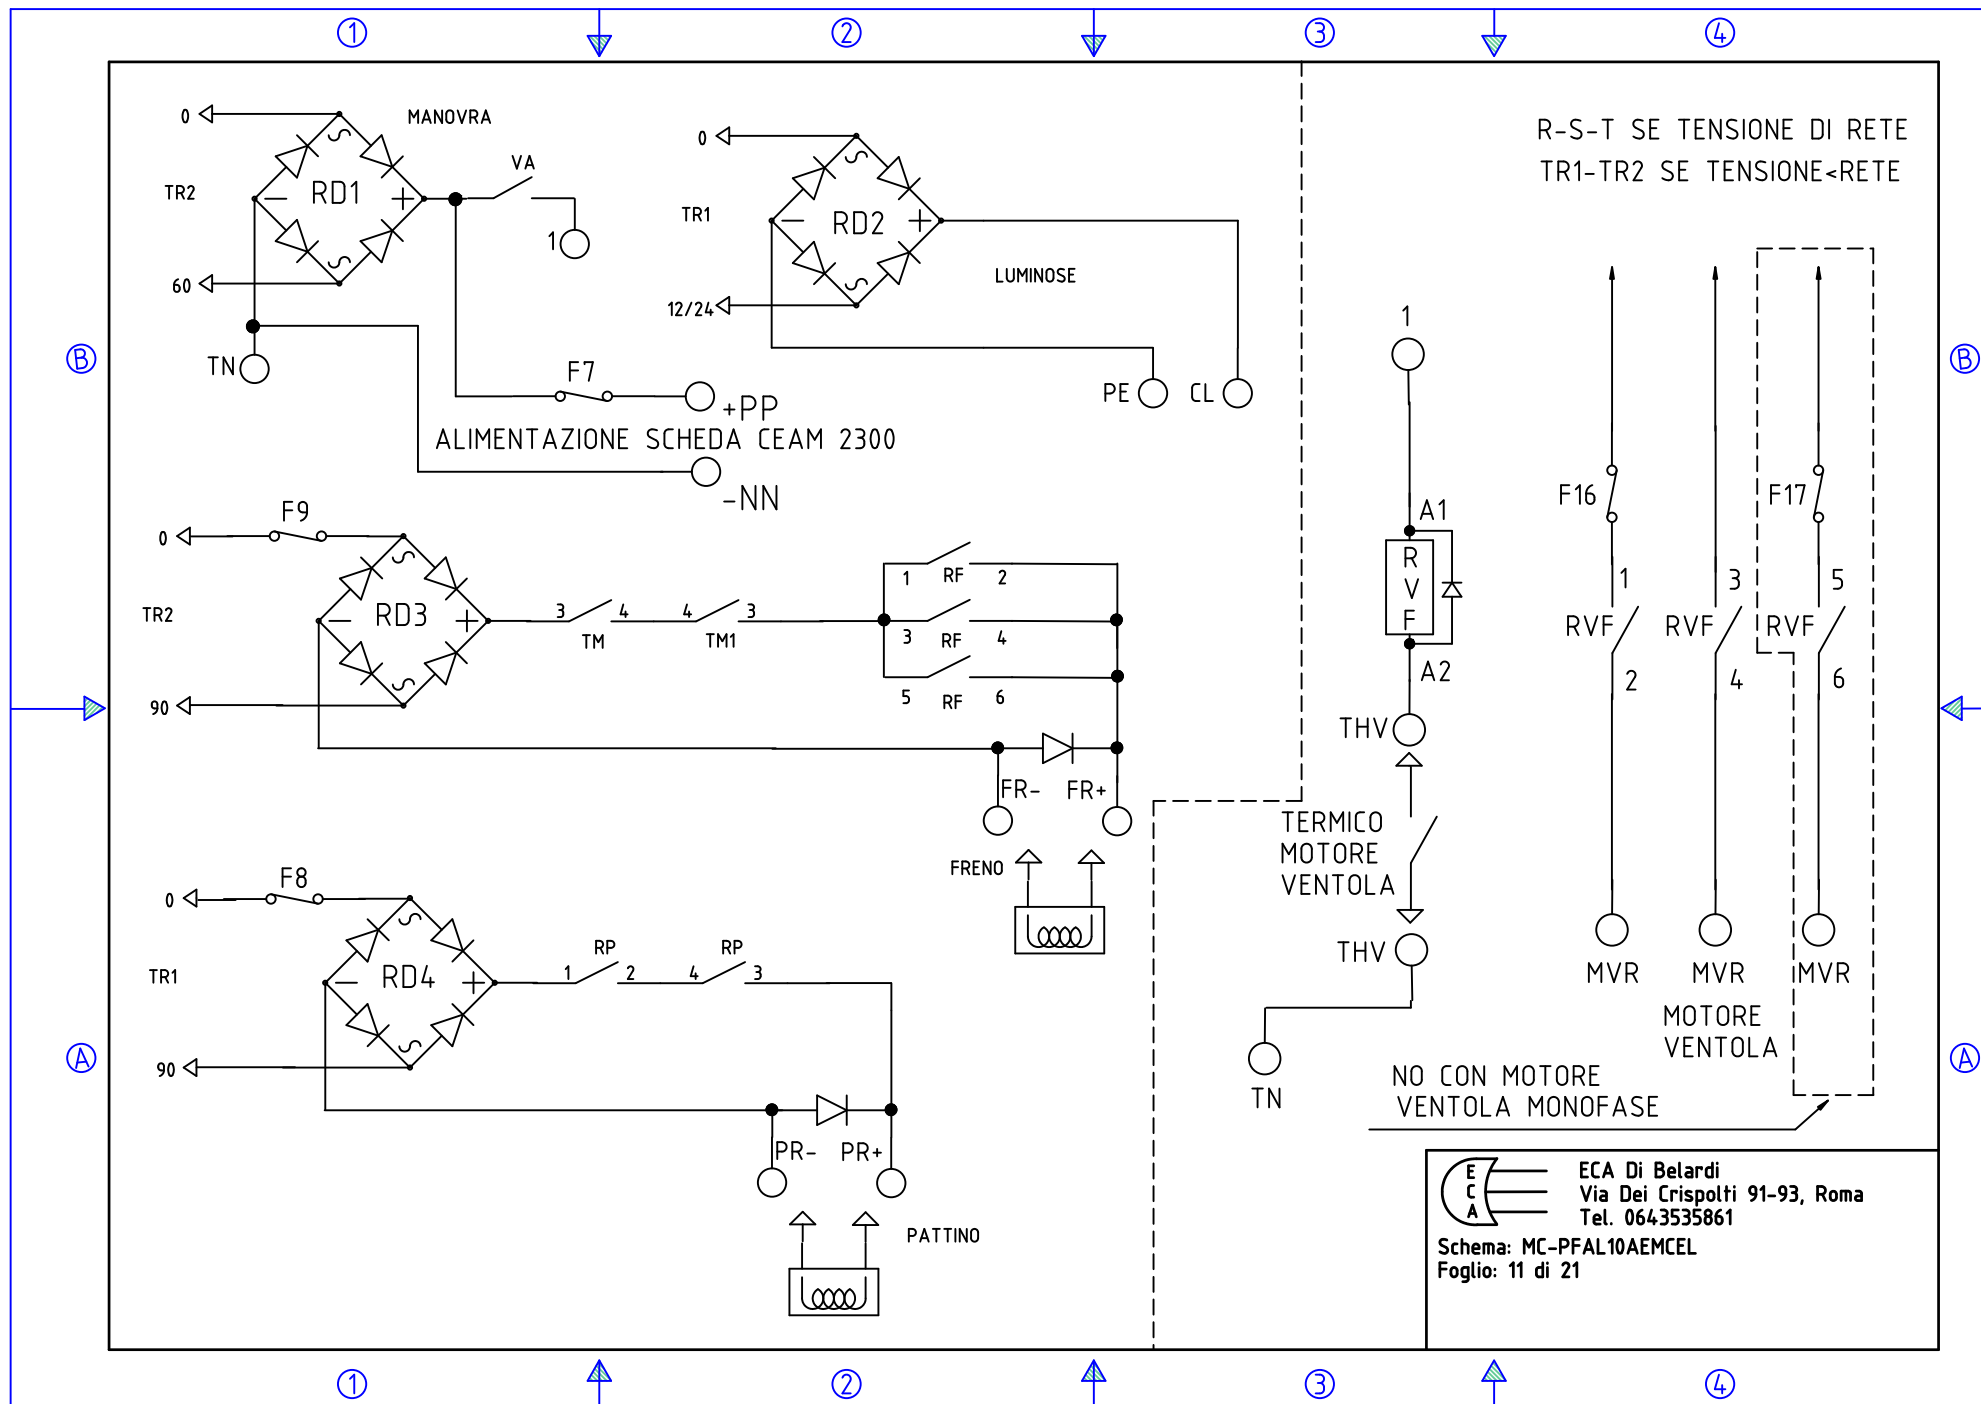 1
2
3
4
0
MANOVRA
VA
TR2
RD1
1
60
TN
F7
+PP
ALIMENTAZIONE SCHEDA CEAM 2300
-NN
0
TR1
RD2
LUMINOSE
12/24
PE
CL
R-S-T SE TENSIONE DI RETE
TR1-TR2 SE TENSIONE<RETE
B
B
F9
0
TR2
RD3
3
4
TM
4
3
TM1
1
RF
2
3
RF
4
5
RF
6
90
FR-
FR+
FRENO
F8
0
TR1
RD4
RP
1
2
RP
4
3
90
PR-
PR+
PATTINO
1
A1
R
V
F
A2
THV
TERMICO
MOTORE
VENTOLA
THV
TN
F16
F17
1
3
5
RVF
RVF
RVF
2
4
6
MVR
MVR
MVR
MOTORE
VENTOLA
NO CON MOTORE
VENTOLA MONOFASE
A
A
E
C
A
ECA Di Belardi
Via Dei Crispolti 91-93, Roma
Tel. 0643535861
Schema: MC-PFAL10AEMCEL
Foglio: 11 di 21
1
2
3
4